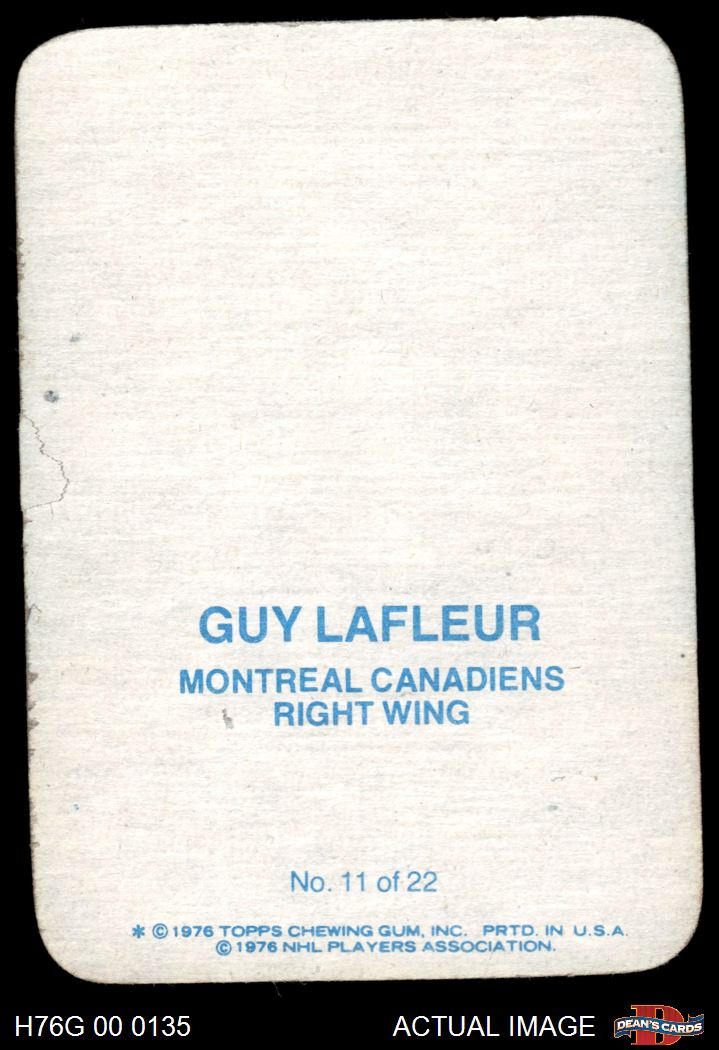 GUY LAFLEUR
MONTREAL CANADIENS
RIGHT WING
No. 11 of 22
* © 1976 TOPPS CHEWING GUM, INC. PRTD. IN U.S.A.
© 1976 NHL PLAYERS ASSOCIATION.
H76G 00 0135 ACTUAL IMAGE D DEAN'S CARDS